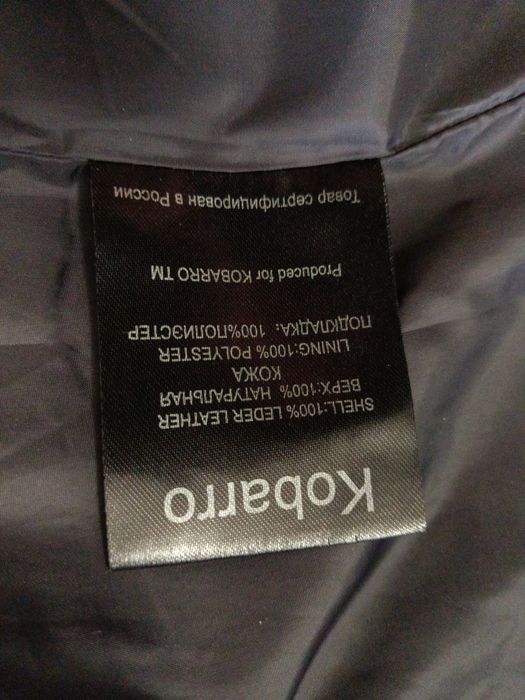 Kobarro
SHELL:100% LEDER LEATHER
ВЕРХ:100% НАТУРАЛЬНАЯ
КОЖА
LINING:100% POLYESTER
ПОДКЛАДКА: 100%ПОЛИЭСТЕР
Produced for KOBARRO TM
Товар сертифицирован в России